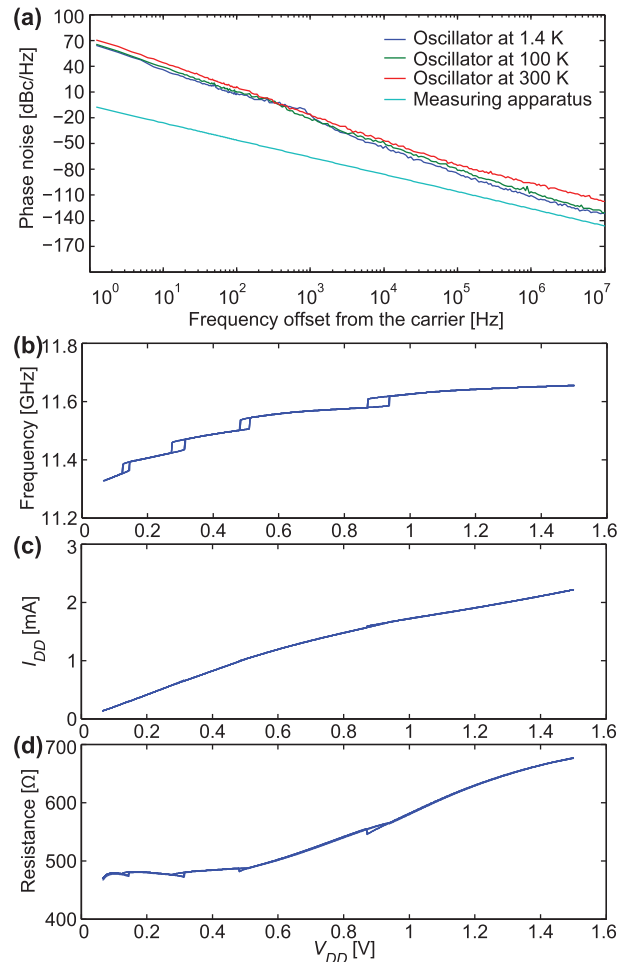 (a)
100
70
40
10
−20
−50
−80
−110
−140
−170
Phase noise [dBc/Hz]
Oscillator at 1.4 K
Oscillator at 100 K
Oscillator at 300 K
Measuring apparatus
10^0 10^1 10^2 10^3 10^4 10^5 10^6 10^7
Frequency offset from the carrier [Hz]
(b)
11.8
11.6
11.4
11.2
Frequency [GHz]
0 0.2 0.4 0.6 0.8 1 1.2 1.4 1.6
(c)
3
2
1
0
I_DD [mA]
0 0.2 0.4 0.6 0.8 1 1.2 1.4 1.6
(d)
700
600
500
400
Resistance [Ω]
0 0.2 0.4 0.6 0.8 1 1.2 1.4 1.6
V_DD [V]